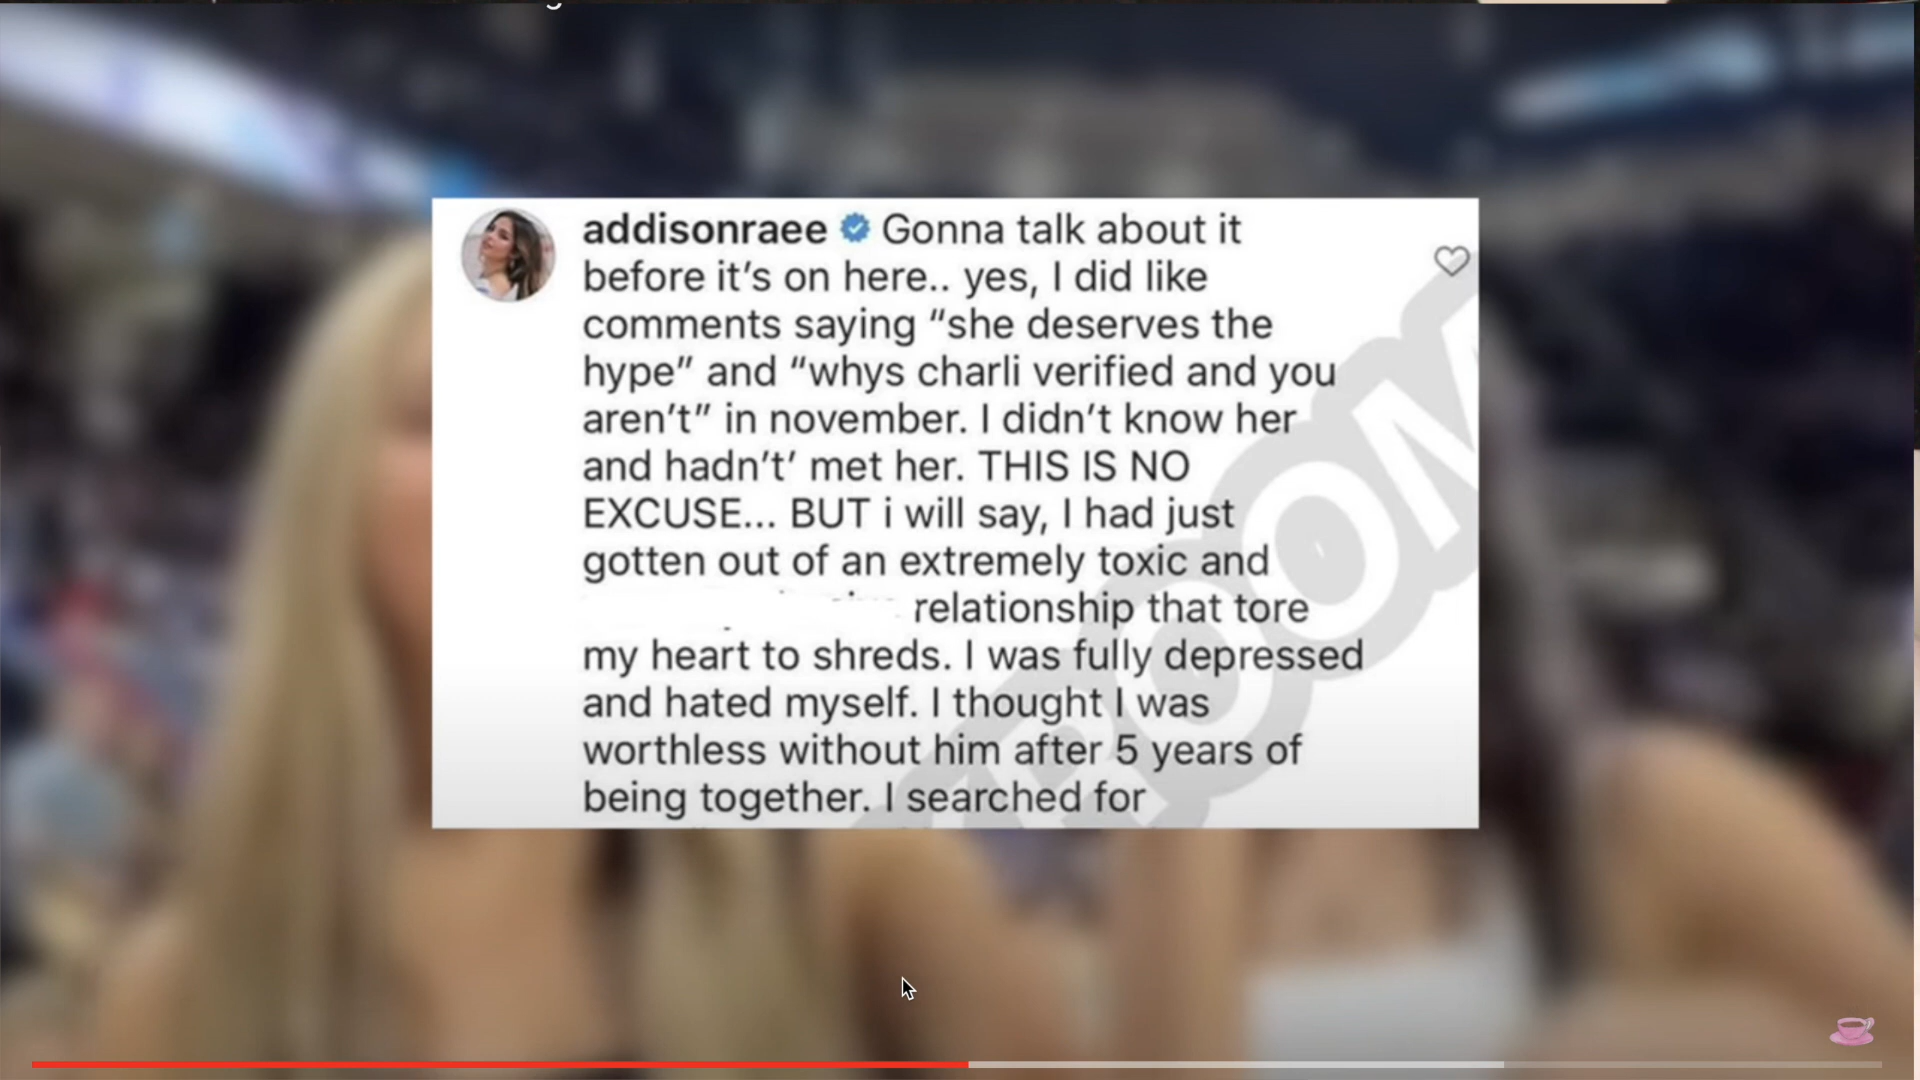 addisonraee Gonna talk about it
before it’s on here.. yes, I did like
comments saying “she deserves the
hype” and “whys charli verified and you
aren’t” in november. I didn’t know her
and hadn’t’ met her. THIS IS NO
EXCUSE... BUT i will say, I had just
gotten out of an extremely toxic and
relationship that tore
my heart to shreds. I was fully depressed
and hated myself. I thought I was
worthless without him after 5 years of
being together. I searched for